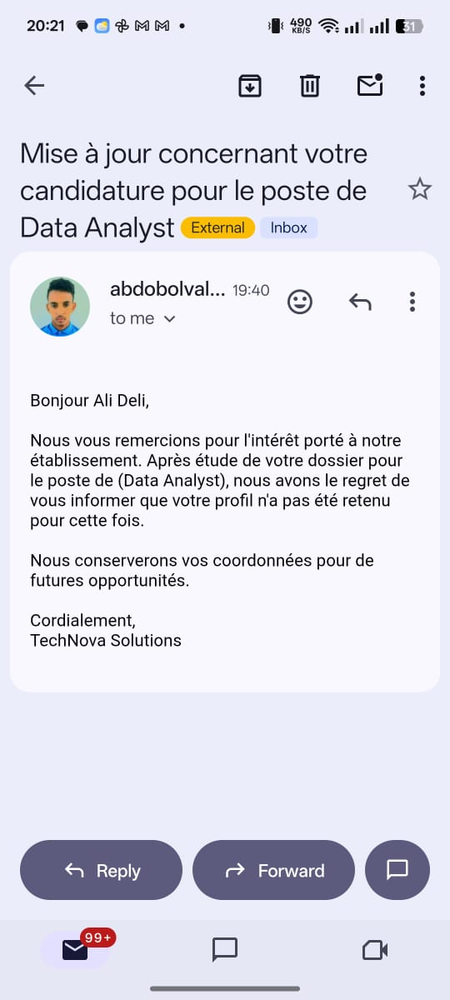 20:21
490
KB/S
31
Mise à jour concernant votre
candidature pour le poste de
Data Analyst External Inbox
abdobolval... 19:40
to me
Bonjour Ali Deli,
Nous vous remercions pour l'intérêt porté à notre
établissement. Après étude de votre dossier pour
le poste de (Data Analyst), nous avons le regret de
vous informer que votre profil n'a pas été retenu
pour cette fois.
Nous conserverons vos coordonnées pour de
futures opportunités.
Cordialement,
TechNova Solutions
Reply Forward
99+